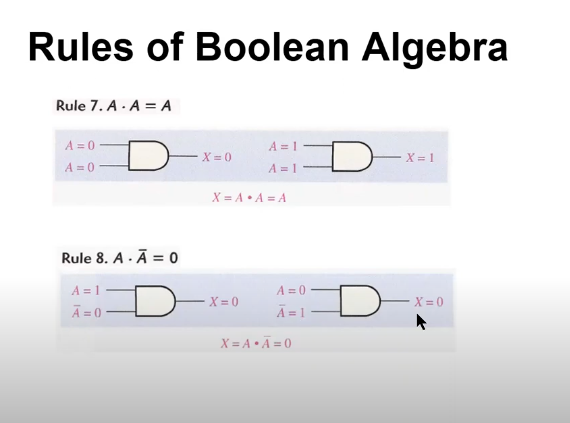 Rules of Boolean Algebra
Rule 7. A · A = A
A = 0
A = 0
X = 0
A = 1
A = 1
X = 1
X = A • A = A
Rule 8. A · A̅ = 0
A = 1
A̅ = 0
X = 0
A = 0
A̅ = 1
X = 0
X = A • A̅ = 0